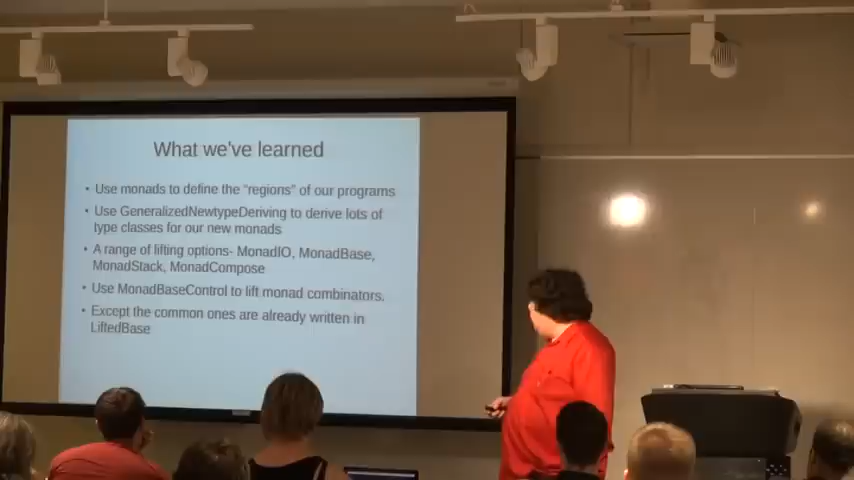 What we've learned
• Use monads to define the “regions” of our programs
• Use GeneralizedNewtypeDeriving to derive lots of
type classes for our new monads
• A range of lifting options- MonadIO, MonadBase,
MonadStack, MonadCompose
• Use MonadBaseControl to lift monad combinators.
• Except the common ones are already written in
LiftedBase